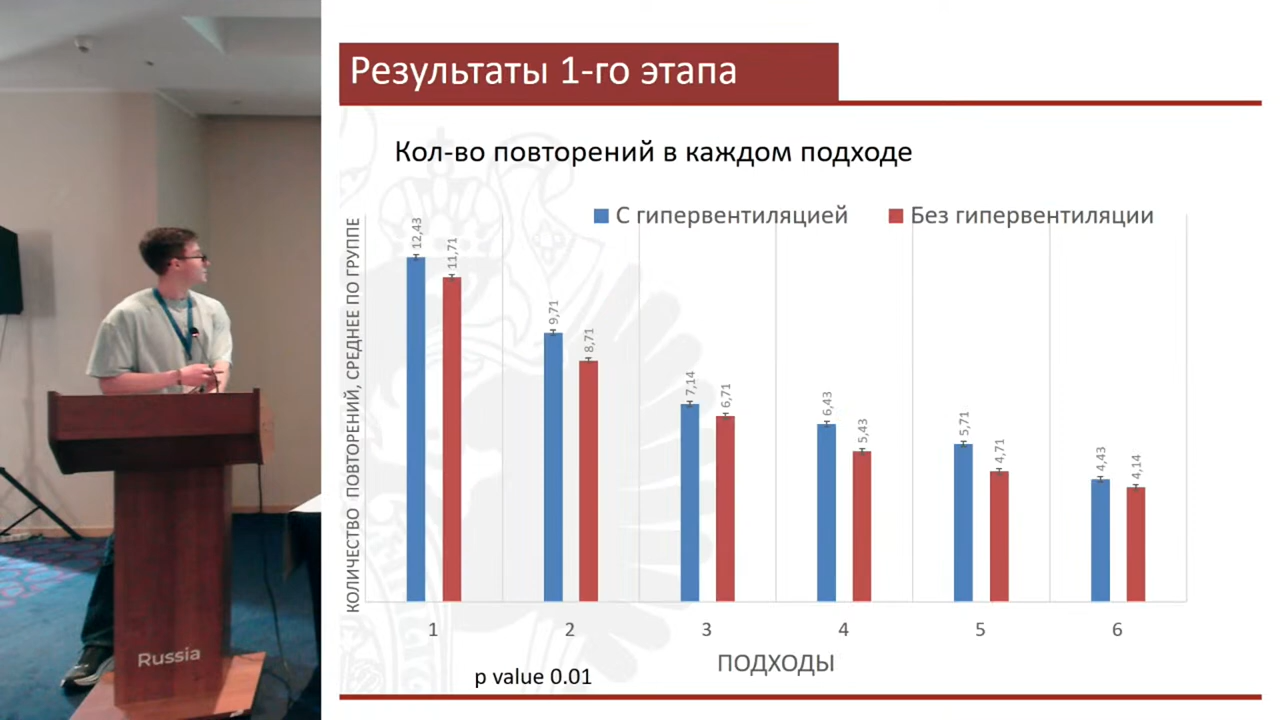 Результаты 1-го этапа
Кол-во повторений в каждом подходе
С гипервентиляцией
Без гипервентиляции
КОЛИЧЕСТВО ПОВТОРЕНИЙ, СРЕДНЕЕ ПО ГРУППЕ
12,43
11,71
9,71
8,71
7,14
6,71
6,43
5,43
5,71
4,71
4,43
4,14
1 2 3 4 5 6
ПОДХОДЫ
p value 0.01
Russia